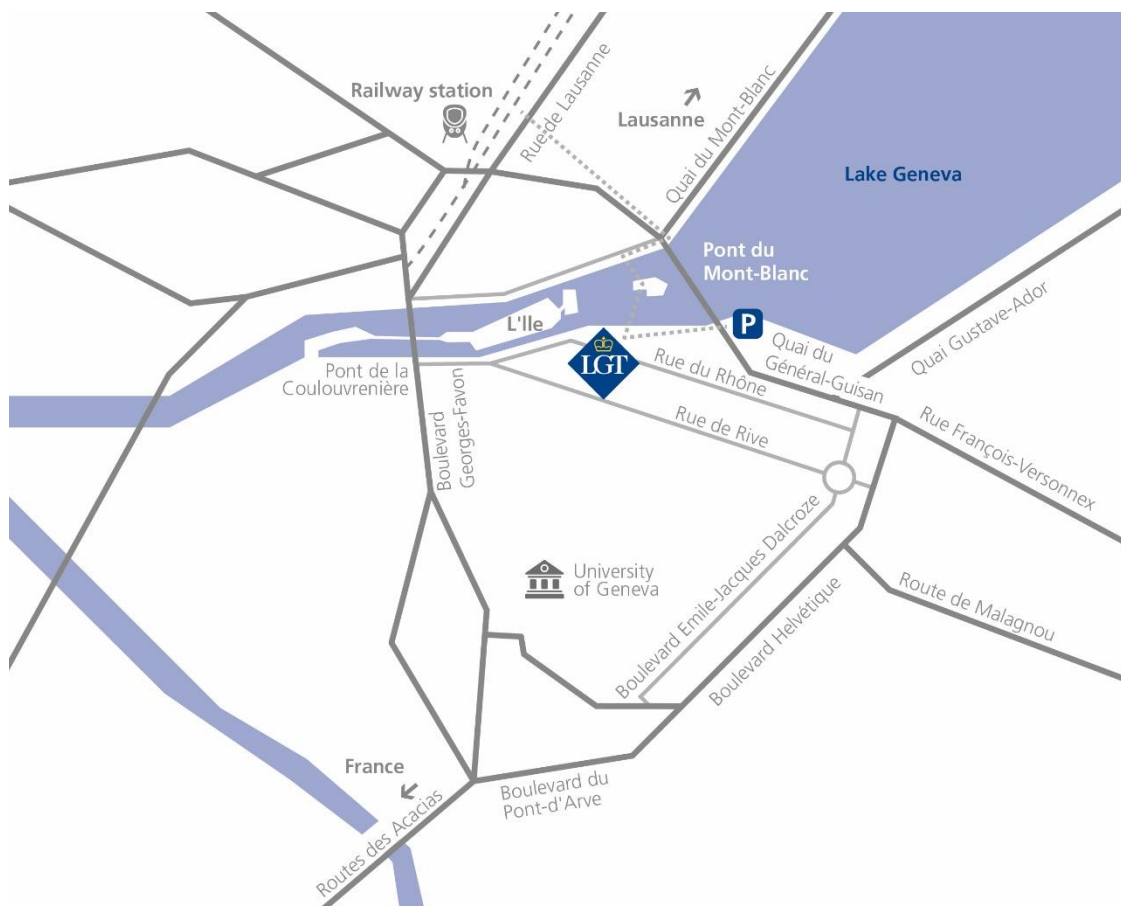 Railway station
Rue de Lausanne
Lausanne
Quai du Mont-Blanc
Lake Geneva
Pont du
Mont-Blanc
P
L'Ile
LGT
Quai du
Général-Guisan
Quai Gustave-Ador
Pont de la
Coulouvrenière
Rue du Rhône
Rue de Rive
Rue François-Versonnex
Boulevard
Georges-Favon
University
of Geneva
Boulevard Emile-Jacques Dalcroze
Boulevard Helvétique
Route de Malagnou
France
Routes des Acacias
Boulevard du
Pont-d'Arve